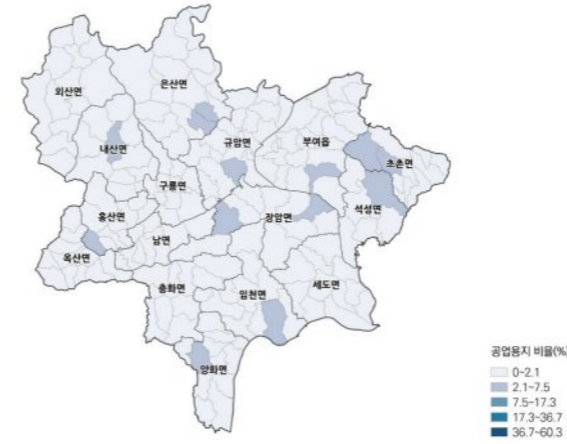 은산면
외산면
규암면
부여읍
내산면
초촌면
구룡면
홍산면
장암면
석성면
남면
옥산면
충화면
임천면
세도면
양화면
공업용지 비율(%)
0~2.1
2.1~7.5
7.5~17.3
17.3~36.7
36.7~60.3